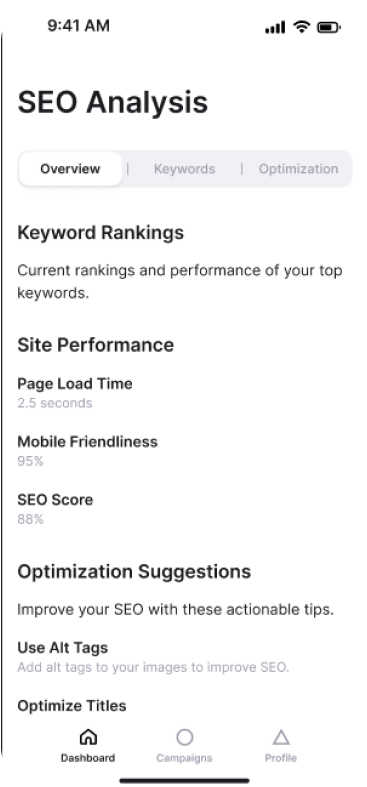 9:41 AM
SEO Analysis
Overview | Keywords | Optimization
Keyword Rankings
Current rankings and performance of your top
keywords.
Site Performance
Page Load Time
2.5 seconds
Mobile Friendliness
95%
SEO Score
88%
Optimization Suggestions
Improve your SEO with these actionable tips.
Use Alt Tags
Add alt tags to your images to improve SEO.
Optimize Titles
Dashboard Campaigns Profile